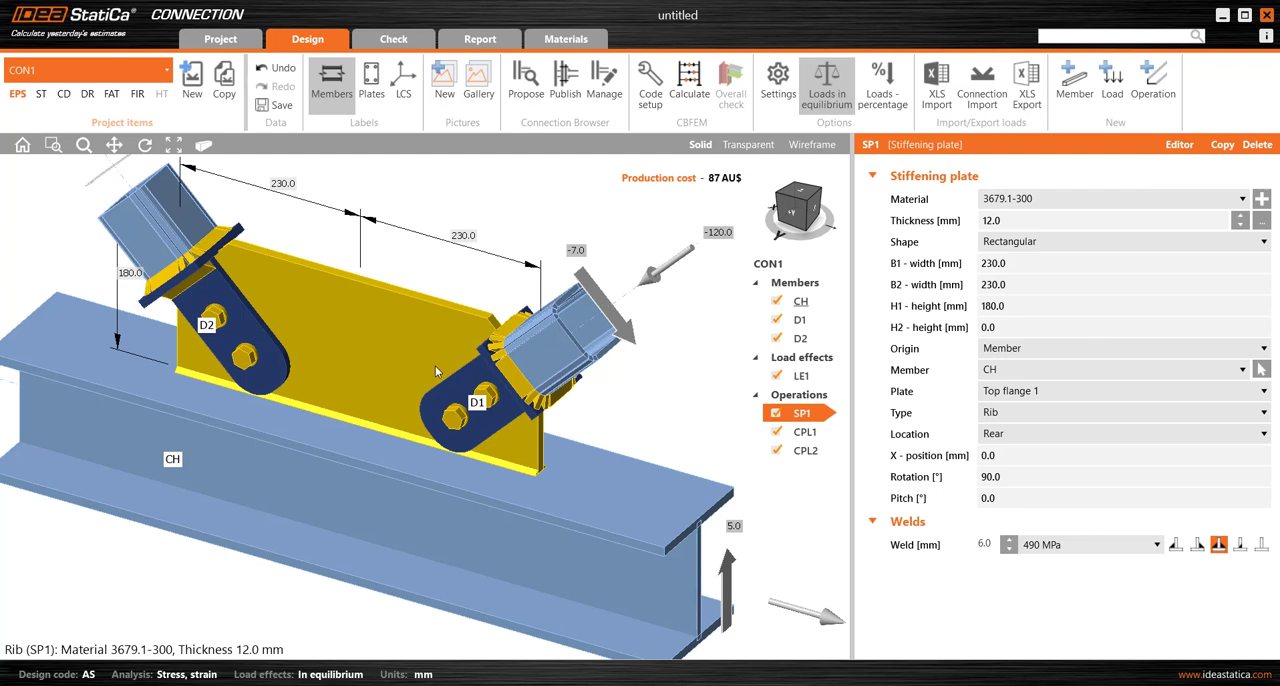 IDEA StatiCa® CONNECTION
Calculate yesterday's estimates
untitled
Project Design Check Report Materials
CON1
EPS ST CD DR FAT FIR HT
Project items
New Copy
Undo
Redo
Save
Data
Members Plates LCS
Labels
New Gallery
Pictures
Propose Publish Manage
Connection Browser
Code setup Calculate Overall check
CBFEM
Settings Loads in equilibrium Loads - percentage
Options
XLS Import Connection Import XLS Export
Import/Export loads
Member Load Operation
New
Solid Transparent Wireframe
Production cost - 87 AU$
230.0
230.0
180.0
-7.0
-120.0
5.0
D2
D1
CH
CON1
Members
CH
D1
D2
Load effects
LE1
Operations
SP1
CPL1
CPL2
Rib (SP1): Material 3679.1-300, Thickness 12.0 mm
SP1 [Stiffening plate] Editor Copy Delete
Stiffening plate
Material 3679.1-300
Thickness [mm] 12.0
Shape Rectangular
B1 - width [mm] 230.0
B2 - width [mm] 230.0
H1 - height [mm] 180.0
H2 - height [mm] 0.0
Origin Member
Member CH
Plate Top flange 1
Type Rib
Location Rear
X - position [mm] 0.0
Rotation [°] 90.0
Pitch [°] 0.0
Welds
Weld [mm] 6.0 490 MPa
Design code: AS Analysis: Stress, strain Load effects: In equilibrium Units: mm
www.ideastatica.com